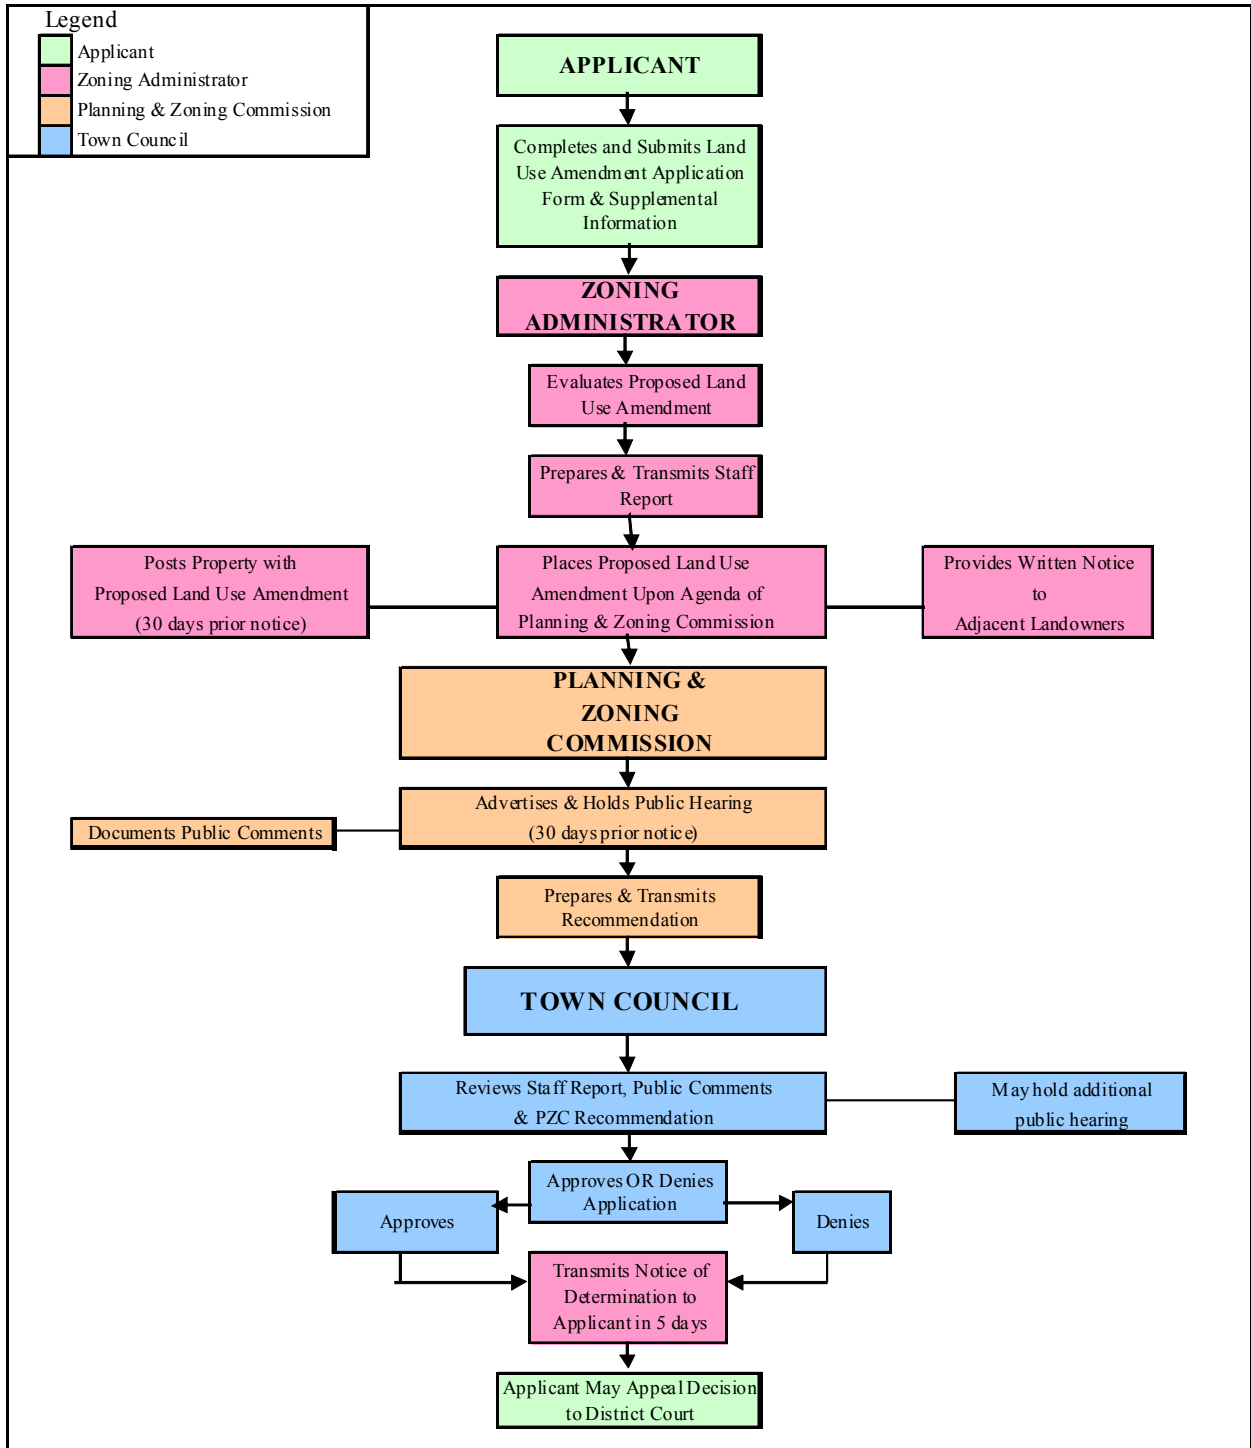 Legend
Applicant
Zoning Administrator
Planning & Zoning Commission
Town Council
APPLICANT
Completes and Submits Land
Use Amendment Application
Form & Supplemental
Information
ZONING
ADMINISTRATOR
Evaluates Proposed Land
Use Amendment
Prepares & Transmits Staff
Report
Posts Property with
Proposed Land Use Amendment
(30 days prior notice)
Places Proposed Land Use
Amendment Upon Agenda of
Planning & Zoning Commission
Provides Written Notice
to
Adjacent Landowners
PLANNING &
ZONING
COMMISSION
Advertises & Holds Public Hearing
(30 days prior notice)
Documents Public Comments
Prepares & Transmits
Recommendation
TOWN COUNCIL
Reviews Staff Report, Public Comments
& PZC Recommendation
May hold additional
public hearing
Approves OR Denies
Application
Approves
Denies
Transmits Notice of
Determination to
Applicant in 5 days
Applicant May Appeal Decision
to District Court